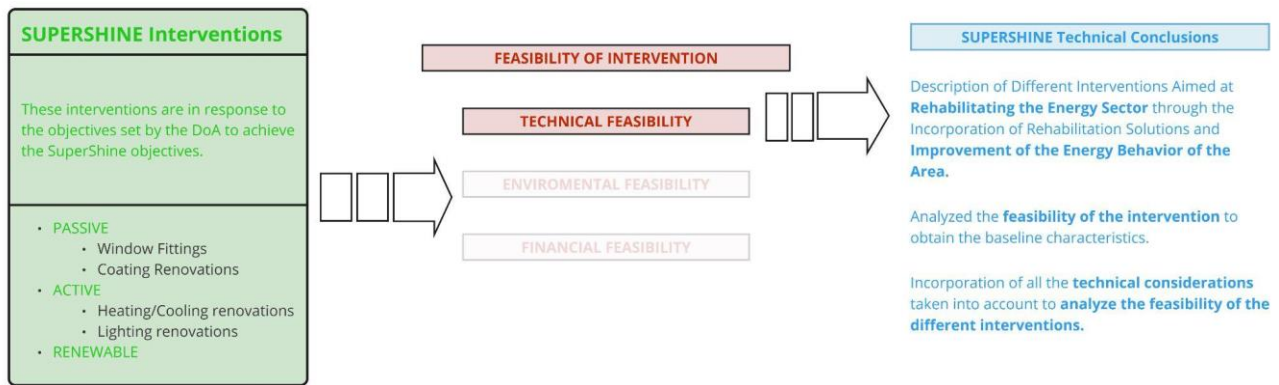 SUPERSHINE Interventions
These interventions are in response to
the objectives set by the DoA to achieve
the SuperShine objectives.
• PASSIVE
• Window Fittings
• Coating Renovations
• ACTIVE
• Heating/Cooling renovations
• Lighting renovations
• RENEWABLE
FEASIBILITY OF INTERVENTION
TECHNICAL FEASIBILITY
ENVIROMENTAL FEASIBILITY
FINANCIAL FEASIBILITY
SUPERSHINE Technical Conclusions
Description of Different Interventions Aimed at
Rehabilitating the Energy Sector through the
Incorporation of Rehabilitation Solutions and
Improvement of the Energy Behavior of the
Area.
Analyzed the feasibility of the intervention to
obtain the baseline characteristics.
Incorporation of all the technical considerations
taken into account to analyze the feasibility of the
different interventions.